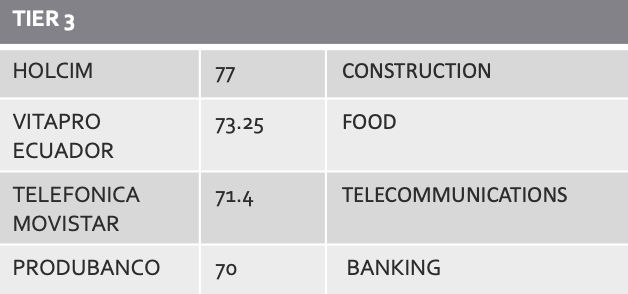 TIER 3
HOLCIM 77 CONSTRUCTION
VITAPRO ECUADOR 73.25 FOOD
TELEFONICA MOVISTAR 71.4 TELECOMMUNICATIONS
PRODUBANCO 70 BANKING